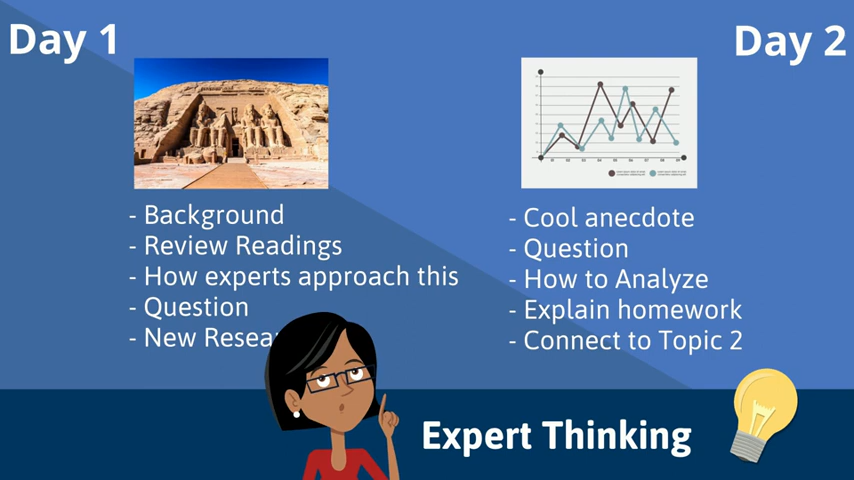 Day 1
Day 2
- Background
- Review Readings
- How experts approach this
- Question
- New
- Cool anecdote
- Question
- How to Analyze
- Explain homework
- Connect to Topic 2
Expert Thinking